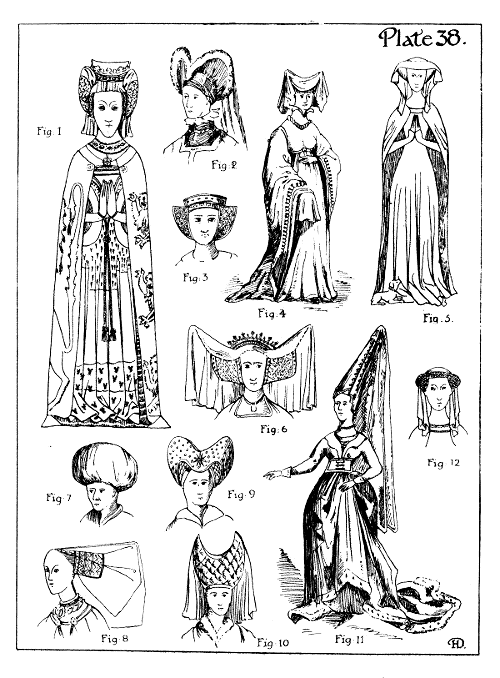 Plate 38.
Fig. 1
Fig. 2
Fig. 3
Fig. 4
Fig. 5.
Fig. 6
Fig. 7
Fig. 9
Fig 12
Fig. 8
Fig. 10
Fig. 11
HD.